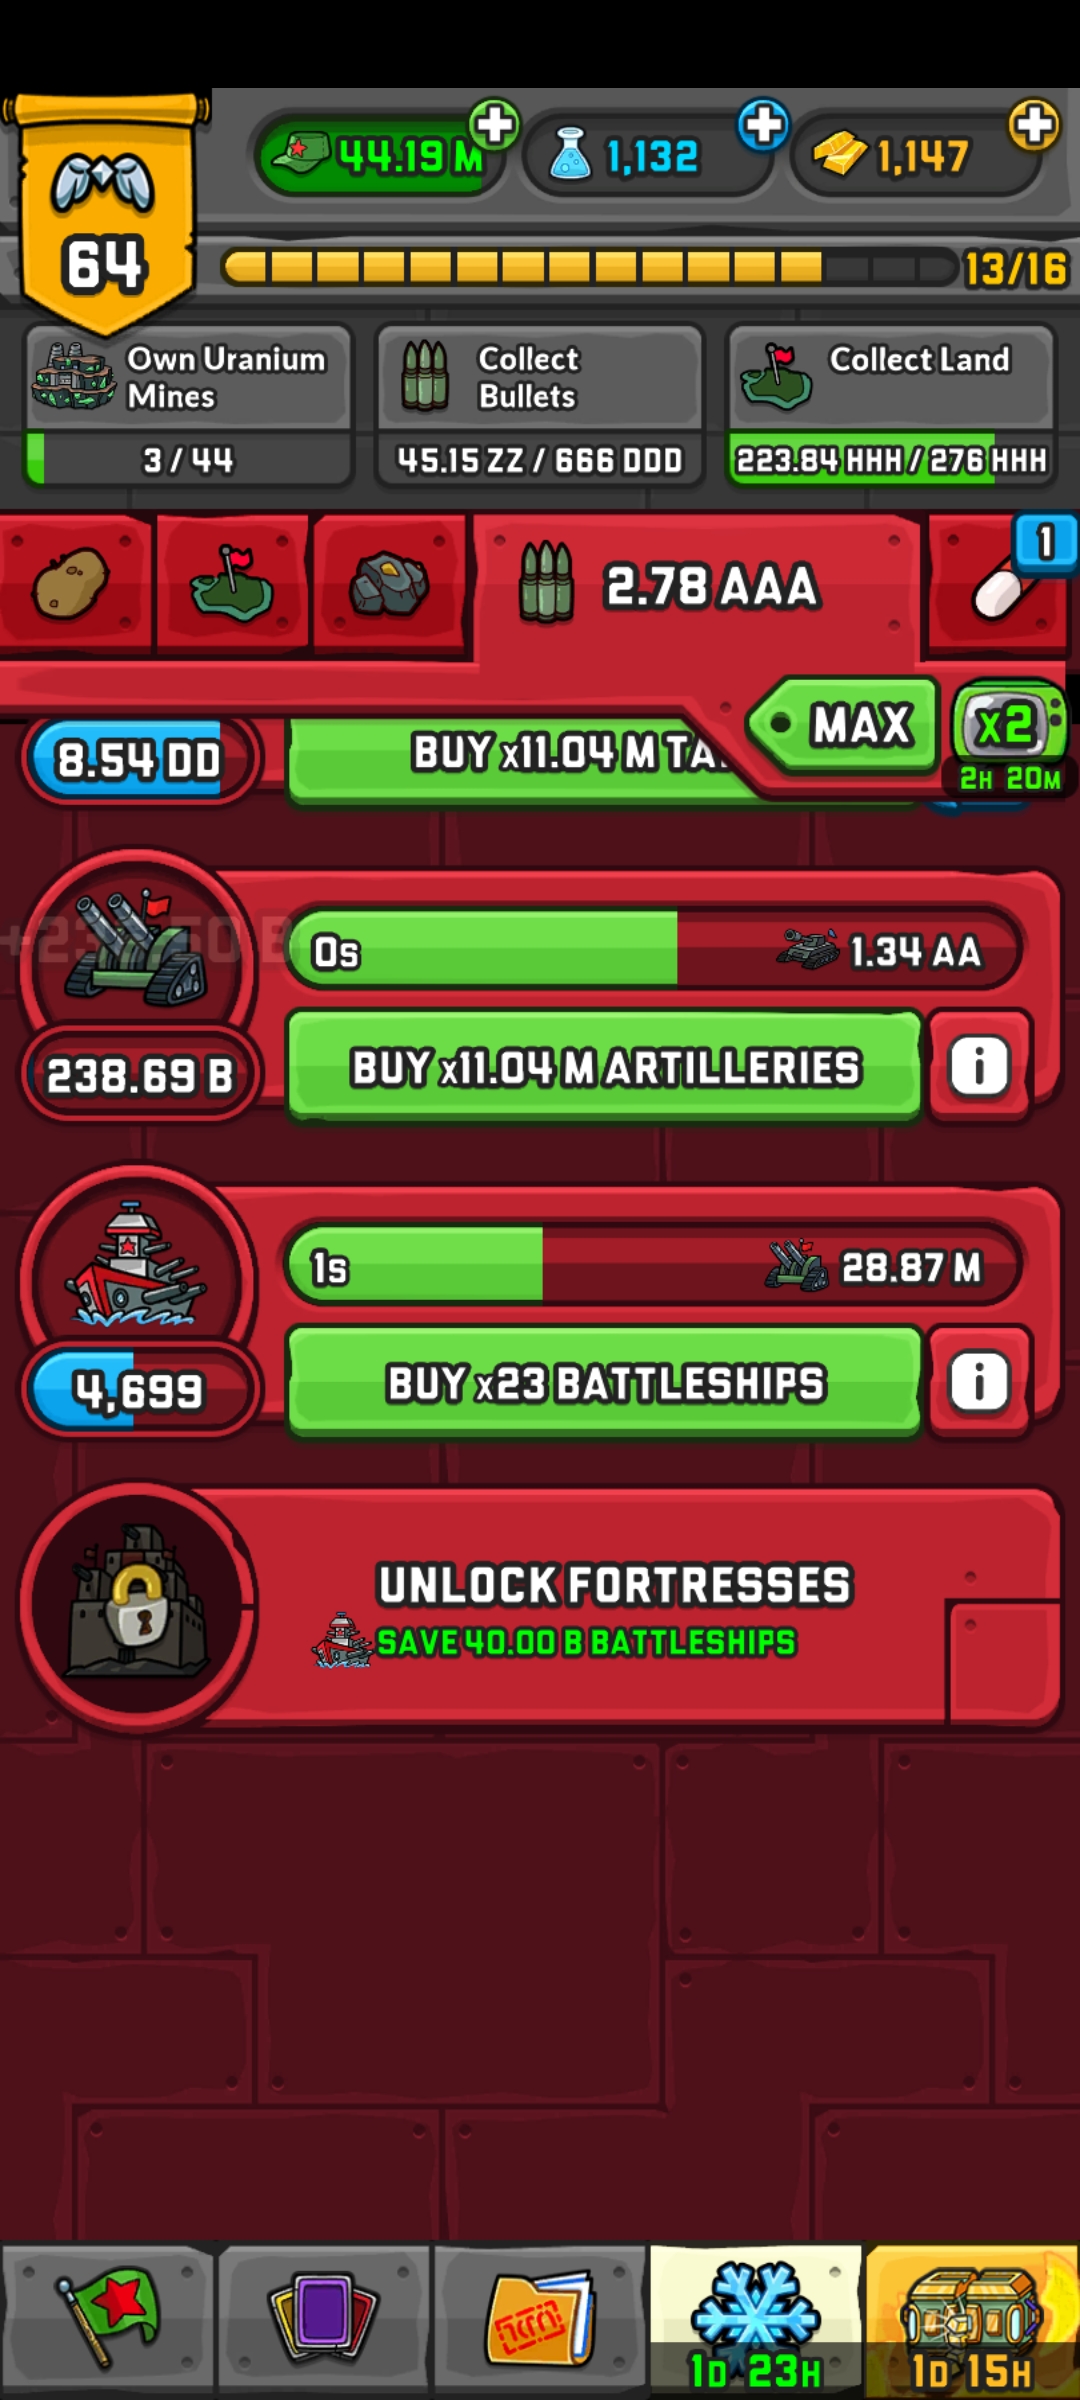 44.19 M
1,132
1,147
64
13/16
Own Uranium
Mines
3 / 44
Collect
Bullets
45.15 ZZ / 666 DDD
Collect Land
223.84 HHH / 276 HHH
2.78 AAA
1
MAX
x2
2H 20M
8.54 DD
BUY x11.04 M TA
0s
1.34 AA
238.69 B
BUY x11.04 M ARTILLERIES
i
1s
28.87 M
4,699
BUY x23 BATTLESHIPS
i
UNLOCK FORTRESSES
SAVE 40.00 B BATTLESHIPS
1D 23H
1D 15H